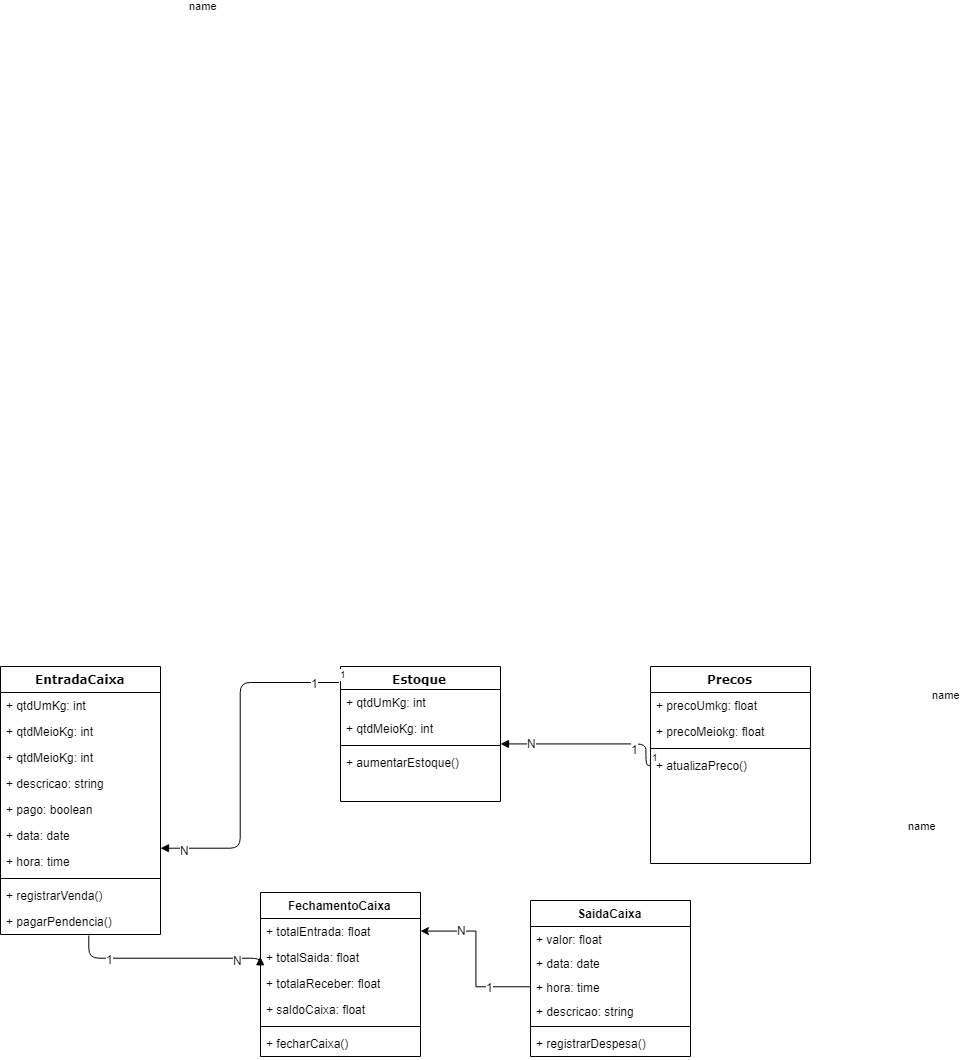 name
EntradaCaixa
+ qtdUmKg: int
+ qtdMeioKg: int
+ qtdMeioKg: int
+ descricao: string
+ pago: boolean
+ data: date
+ hora: time
+ registrarVenda()
+ pagarPendencia()
1
1
N
Estoque
+ qtdUmKg: int
+ qtdMeioKg: int
+ aumentarEstoque()
N
1
1
Precos
+ precoUmkg: float
+ precoMeiokg: float
+ atualizaPreco()
name
name
1
N
FechamentoCaixa
+ totalEntrada: float
+ totalSaida: float
+ totalaReceber: float
+ saldoCaixa: float
+ fecharCaixa()
N
1
SaidaCaixa
+ valor: float
+ data: date
+ hora: time
+ descricao: string
+ registrarDespesa()